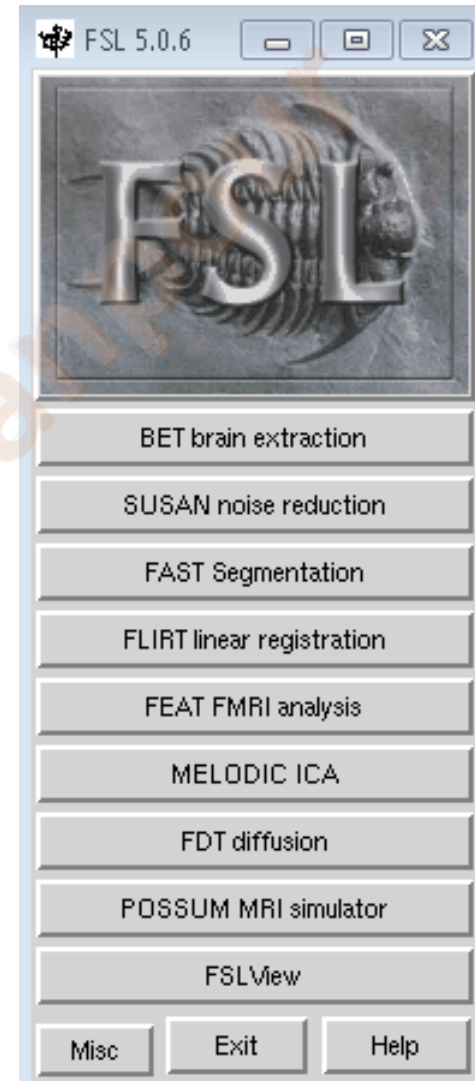 FSL 5.0.6
FSL
BET brain extraction
SUSAN noise reduction
FAST Segmentation
FLIRT linear registration
FEAT FMRI analysis
MELODIC ICA
FDT diffusion
POSSUM MRI simulator
FSLView
Misc Exit Help